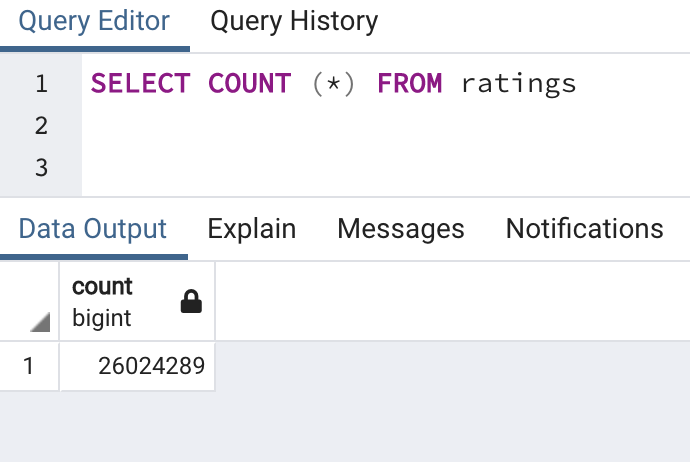 Query Editor Query History
1 SELECT COUNT (*) FROM ratings
2
3
Data Output Explain Messages Notifications
count
bigint
1 26024289